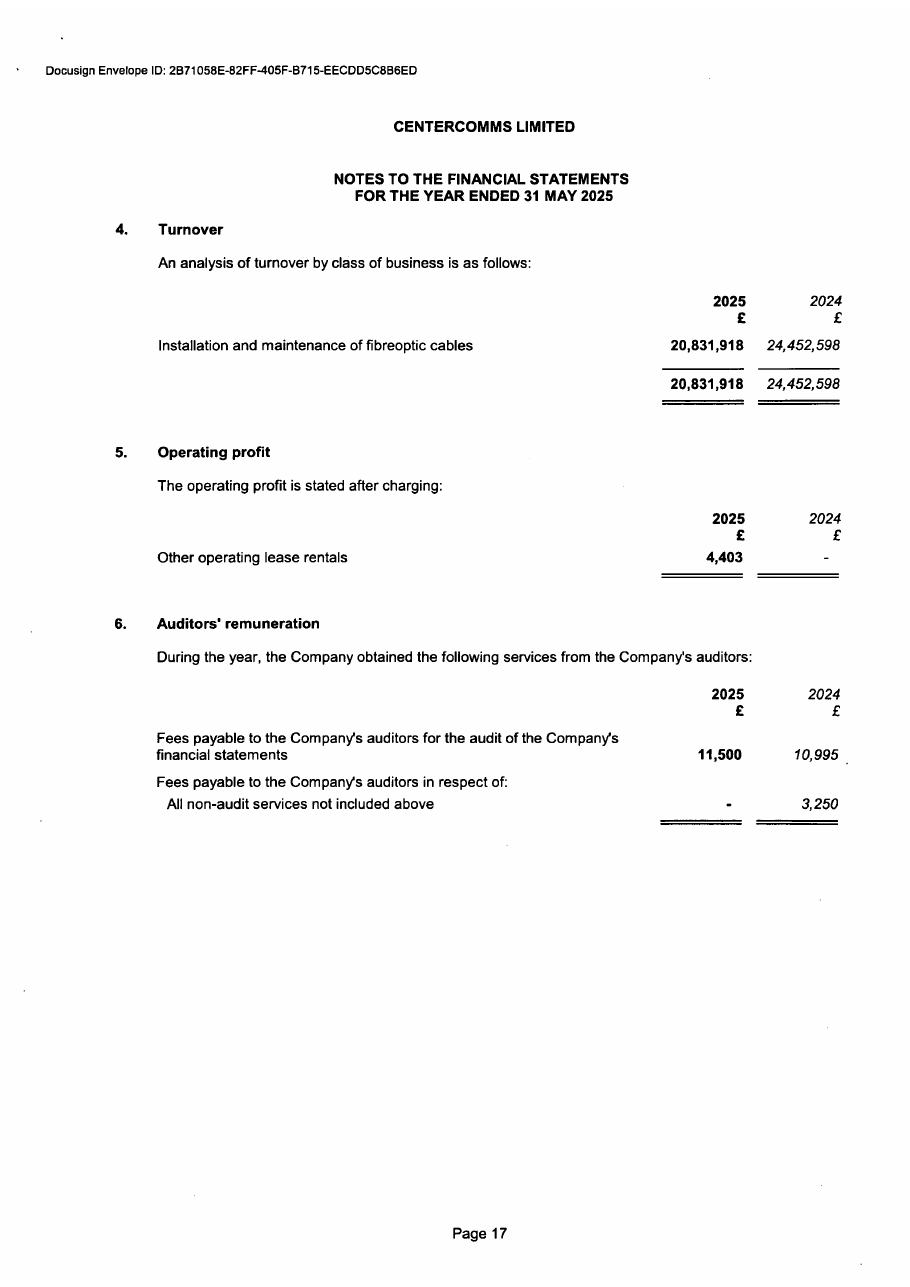 Docusign Envelope ID: 2B71058E-82FF-405F-B715-EECDD5C8B6ED
CENTERCOMMS LIMITED
NOTES TO THE FINANCIAL STATEMENTS
FOR THE YEAR ENDED 31 MAY 2025
4. Turnover
An analysis of turnover by class of business is as follows:
2025 2024
£ £
Installation and maintenance of fibreoptic cables 20,831,918 24,452,598
20,831,918 24,452,598
5. Operating profit
The operating profit is stated after charging:
2025 2024
£ £
Other operating lease rentals 4,403 -
6. Auditors' remuneration
During the year, the Company obtained the following services from the Company's auditors:
2025 2024
£ £
Fees payable to the Company's auditors for the audit of the Company's
financial statements 11,500 10,995
Fees payable to the Company's auditors in respect of:
All non-audit services not included above - 3,250
Page 17